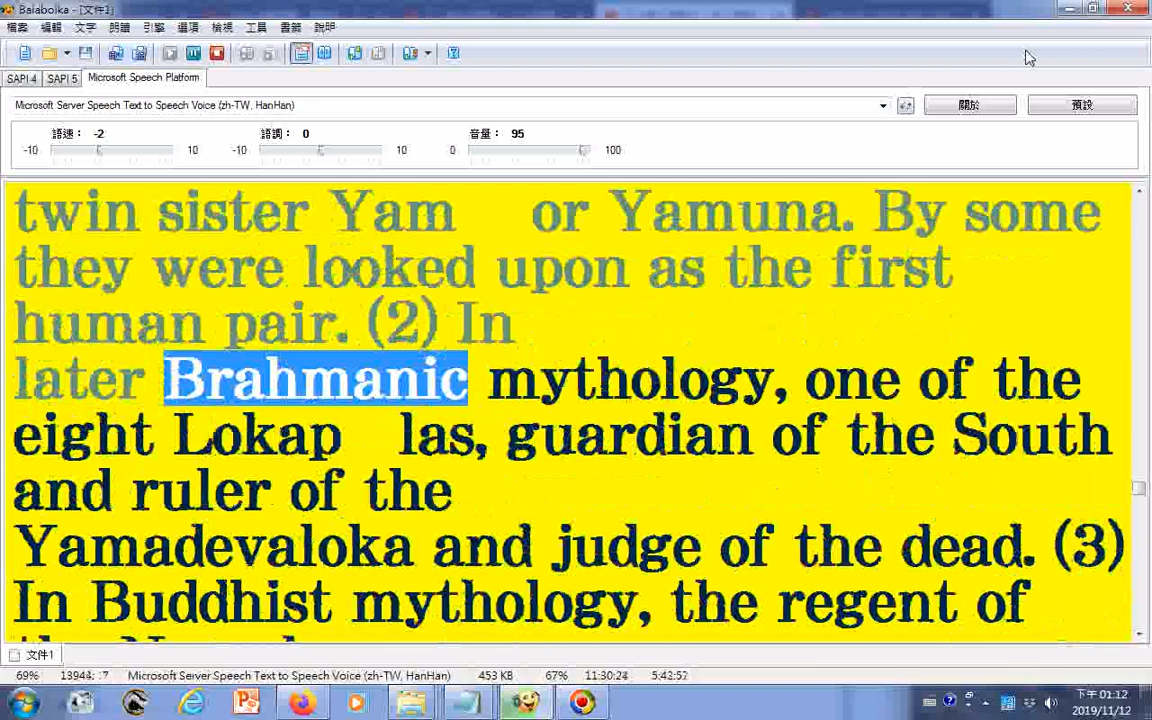 Balabolka - [文件1]
檔案 編輯 文字 朗讀 引擎 選項 檢視 工具 書籤 說明
SAPI 4 SAPI 5 Microsoft Speech Platform
Microsoft Server Speech Text to Speech Voice (zh-TW, HanHan) 關於 預設
語速： -2 語調： 0 音量： 95
-10 10 -10 10 0 100
twin sister Yam or Yamuna. By some
they were looked upon as the first
human pair. (2) In
later Brahmanic mythology, one of the
eight Lokap las, guardian of the South
and ruler of the
Yamadevaloka and judge of the dead. (3)
In Buddhist mythology, the regent of
文件1
69% Microsoft Server Speech Text to Speech Voice (zh-TW, HanHan) 453 KB 67% 11:30:24 5:42:52
下午 01:12
2019/11/12